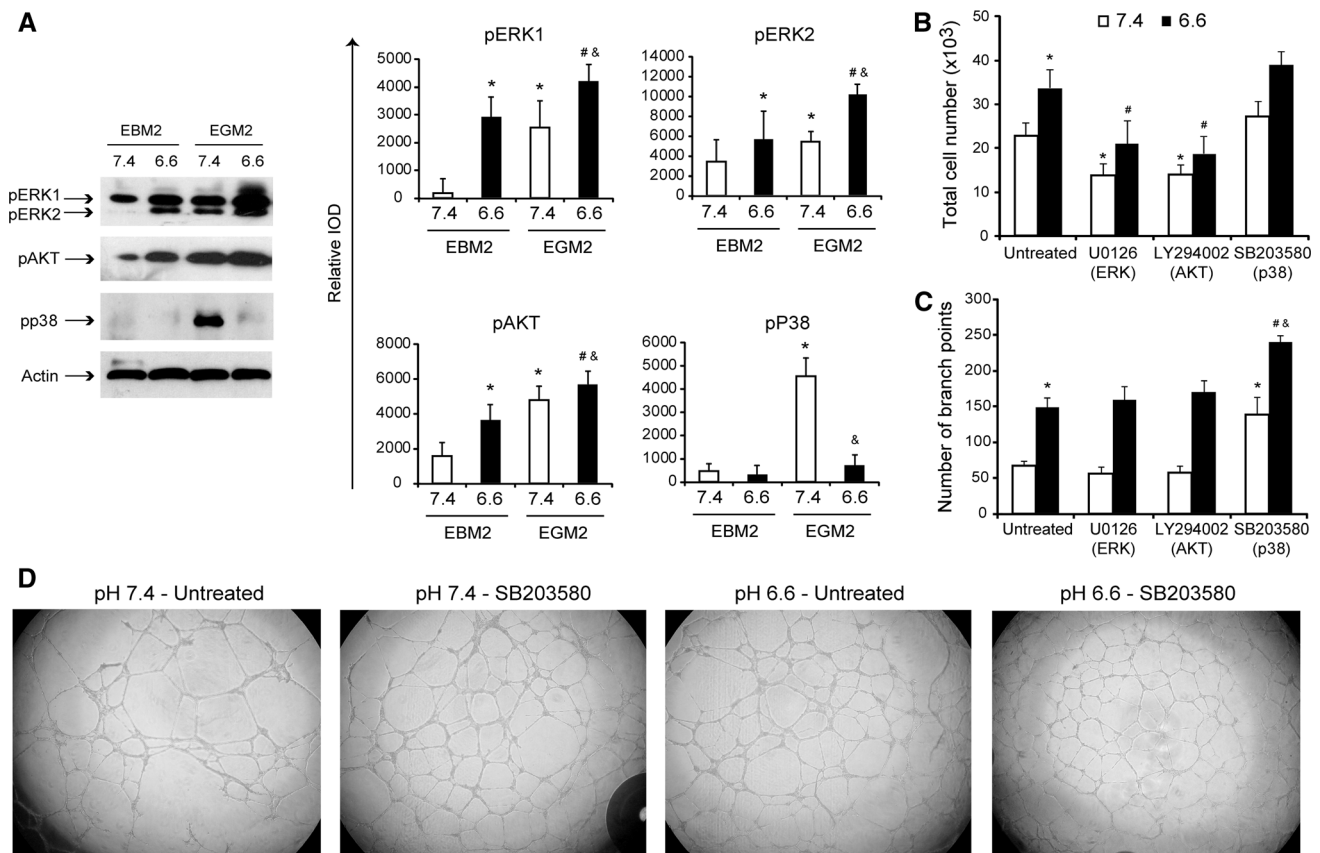 A
EBM2 EGM2
7.4 6.6 7.4 6.6
pERK1
pERK2
pAKT
pp38
Actin
Relative IOD
pERK1
5000
4000
3000
2000
1000
0
* * # &
7.4 6.6 7.4 6.6
EBM2 EGM2
pERK2
14000
12000
10000
8000
6000
4000
2000
0
* * # &
7.4 6.6 7.4 6.6
EBM2 EGM2
pAKT
8000
6000
4000
2000
0
* * # &
7.4 6.6 7.4 6.6
EBM2 EGM2
pP38
6000
5000
4000
3000
2000
1000
0
* &
7.4 6.6 7.4 6.6
EBM2 EGM2
B
7.4 6.6
Total cell number (x10³)
50
40
30
20
10
0
* * # * #
Untreated U0126 LY294002 SB203580
(ERK) (AKT) (p38)
C
Number of branch points
300
250
200
150
100
50
0
* * # &
Untreated U0126 LY294002 SB203580
(ERK) (AKT) (p38)
D
pH 7.4 - Untreated
pH 7.4 - SB203580
pH 6.6 - Untreated
pH 6.6 - SB203580